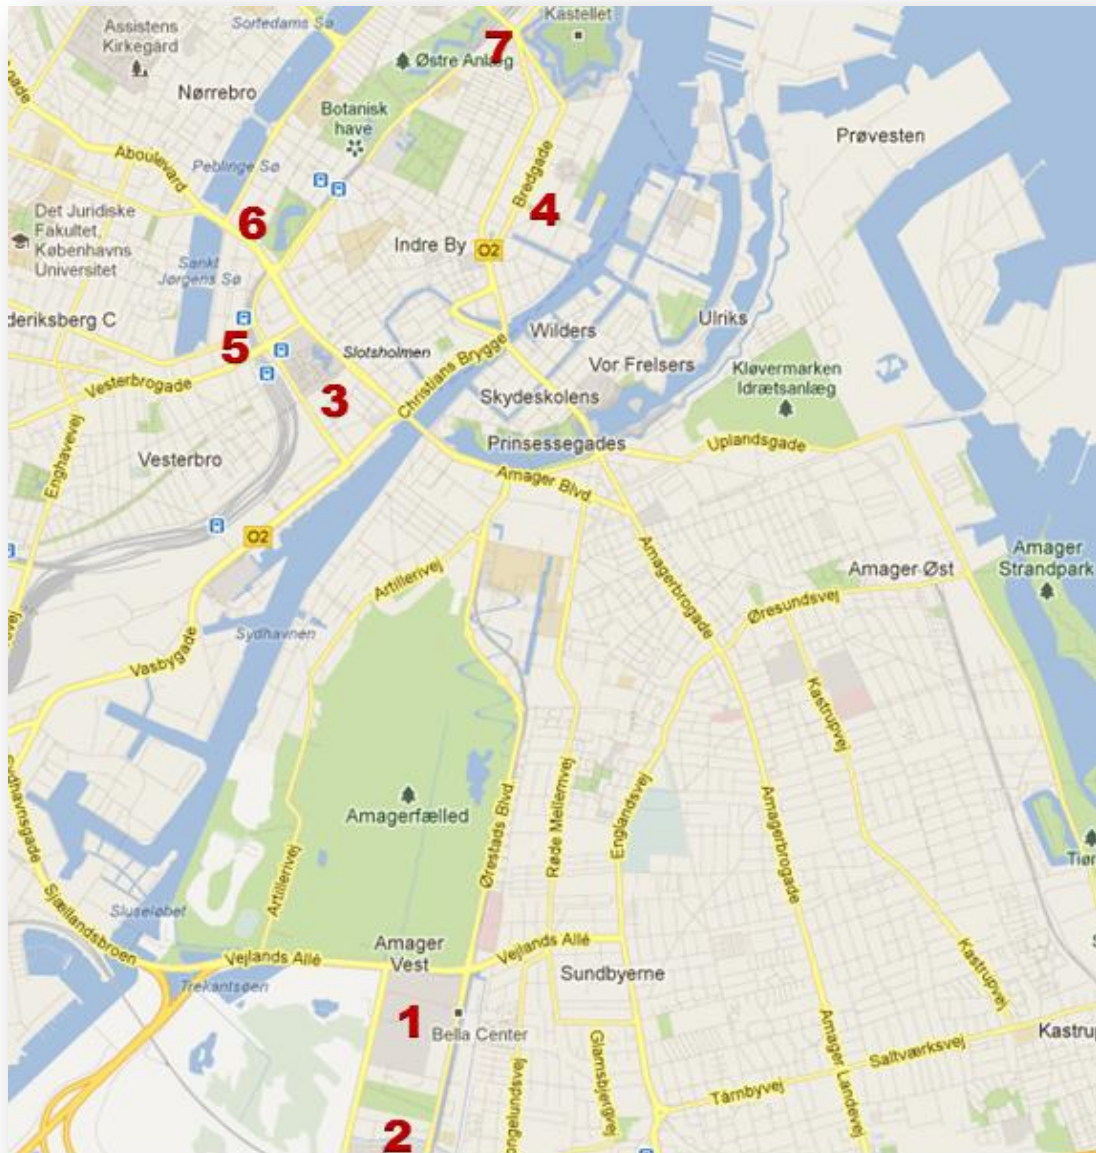 Assistens
Kirkegård
Sortedams Sø
Kastellet
7
Østre Anlæg
Nørrebro
Botanisk
have
Prøvesten
Aboulevard
Peblinge Sø
Bredgade
4
Det Juridiske
Fakultet,
Københavns
Universitet
6
Indre By
O2
Sankt
Jørgens Sø
deriksberg C
5
Slotsholmen
Wilders
Ulriks
Vor Frelsers
Kløvermarken
Idrætsanlæg
Vesterbrogade
3
Christians Brygge
Skydeskolens
Prinsessegades
Uplandsgade
Enghavevej
Vesterbro
Amager Blvd
O2
Amager
Strandpark
Amager Øst
Artillerivej
Amagerbrogade
Øresundsvej
Sydhavnen
Vasbygade
Kastrupvej
Amagerfælled
Ørestads Blvd
Røde Mellemvej
Englandsvej
Amagerbrogade
Sydhavnsgade
Artillerivej
Tiøn
Sjællandsbroen
Sluseløbet
Amager
Vest
Vejlands Allé
Vejlands Allé
Sundbyerne
Kastrupvej
Trekantsøen
1
Bella Center
Kastrup
Amager Landevej
Saltværksvej
ongelundsvej
Glamsbjergvej
Tårnbyvej
2